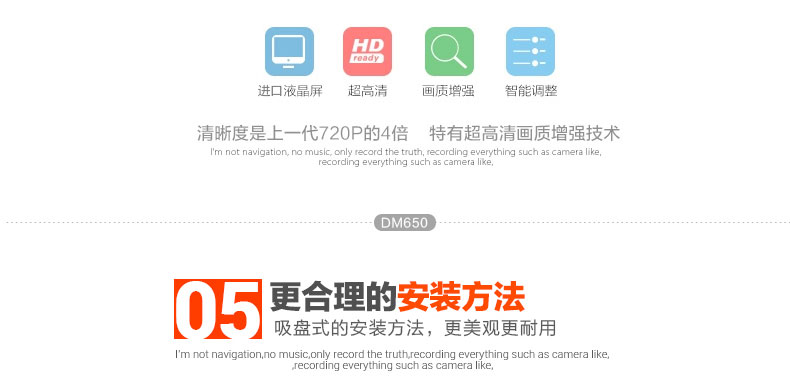 HD
ready
进口液晶屏 超高清 画质增强 智能调整
清晰度是上一代720P的4倍 特有超高清画质增强技术
I'm not navigation, no music, only record the truth, recording everything such as camera like,
recording everything such as camera like,
DM650
05 更合理的安装方法
吸盘式的安装方法，更美观更耐用
I'm not navigation,no music,only record the truth,recording everything such as camera like,
,recording everything such as camera like,